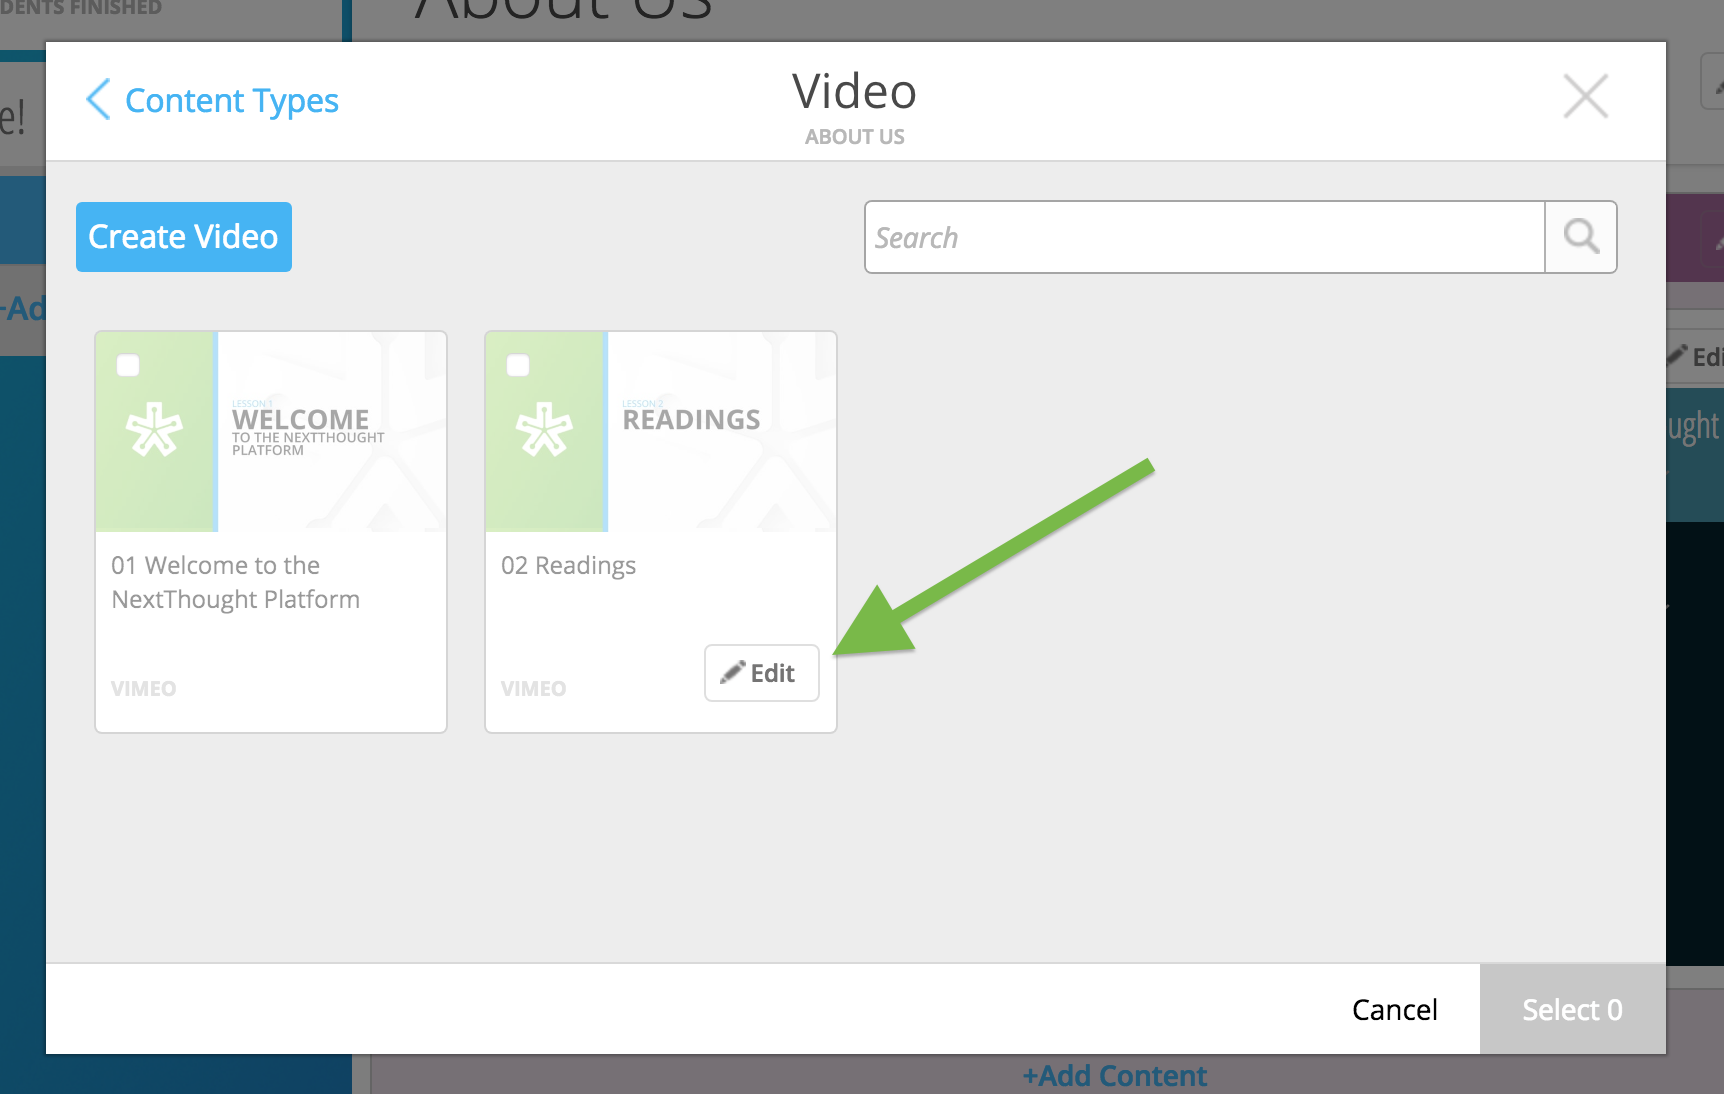 DENTS FINISHED
About Us
e!
Content Types
Video
ABOUT US
Create Video
Search
+Ad
LESSON 1
WELCOME
TO THE NEXTTHOUGHT
PLATFORM
LESSON 2
READINGS
Edi
ught
01 Welcome to the
NextThought Platform
02 Readings
VIMEO
VIMEO
Edit
Cancel
Select 0
+Add Content